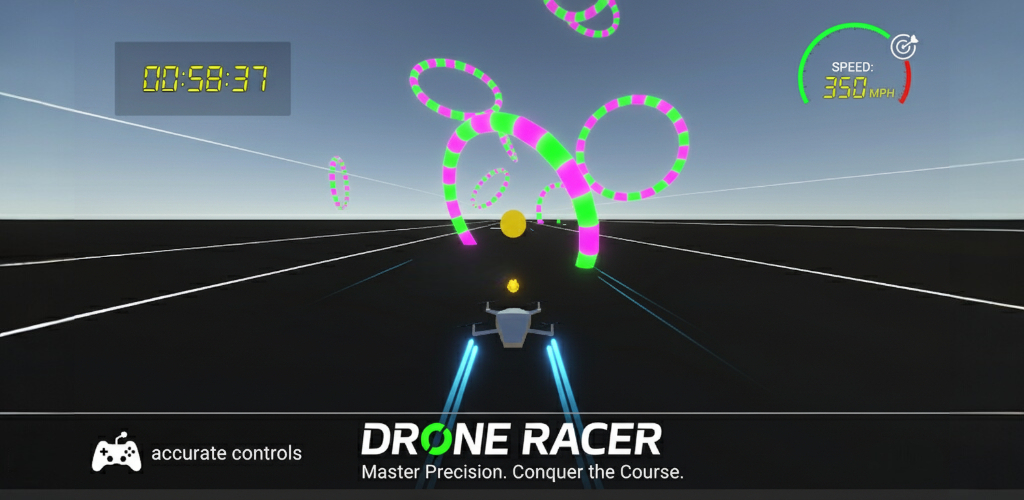 00:58:37
SPEED:
350 MPH
accurate controls
DRONE RACER
Master Precision. Conquer the Course.